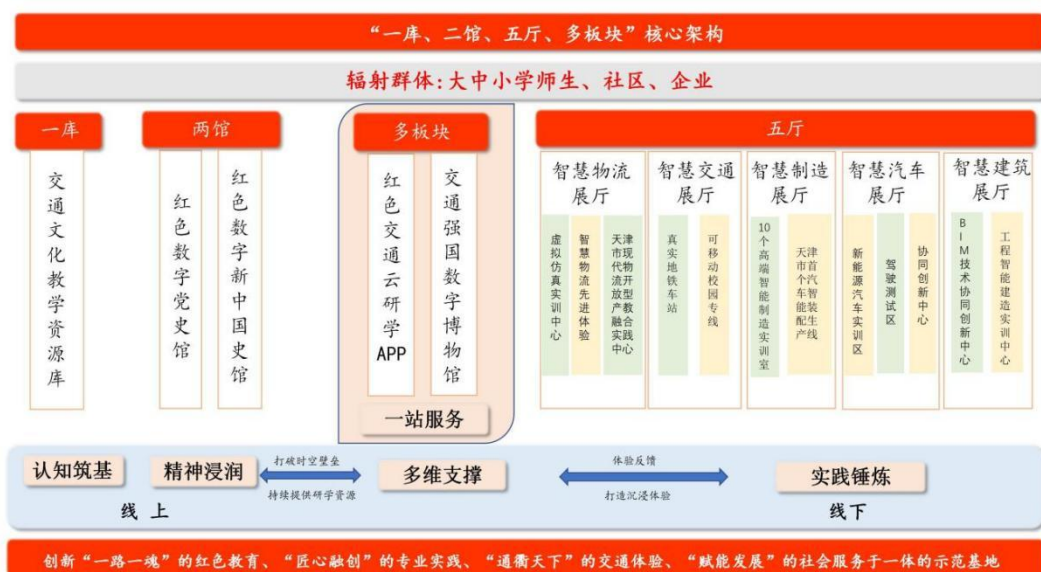 “一库、二馆、五厅、多板块”核心架构
辐射群体:大中小学师生、社区、企业
一库
交通文化教学资源库
两馆
红色数字党史馆
红色数字新中国史馆
多板块
红色交通云研学APP
交通强国数字博物馆
一站服务
五厅
智慧物流展厅
虚拟仿真实训中心
智慧物流先进体验
天津市现代物流开放型产教融合实践中心
智慧交通展厅
真实地铁车站
可移动校园专线
智慧制造展厅
10个高端智能制造实训室
天津市首个汽车智能装配生产线
智慧汽车展厅
新能源汽车实训区
驾驶测试区
协同创新中心
智慧建筑展厅
BIM技术协同创新中心
工程智能建造实训中心
认知筑基
精神浸润
打破时空壁垒
持续提供研学资源
多维支撑
体验反馈
打造沉浸体验
实践锤炼
线 上
线下
创新“一路一魂”的红色教育、“匠心融创”的专业实践、“通衢天下”的交通体验、“赋能发展”的社会服务于一体的示范基地